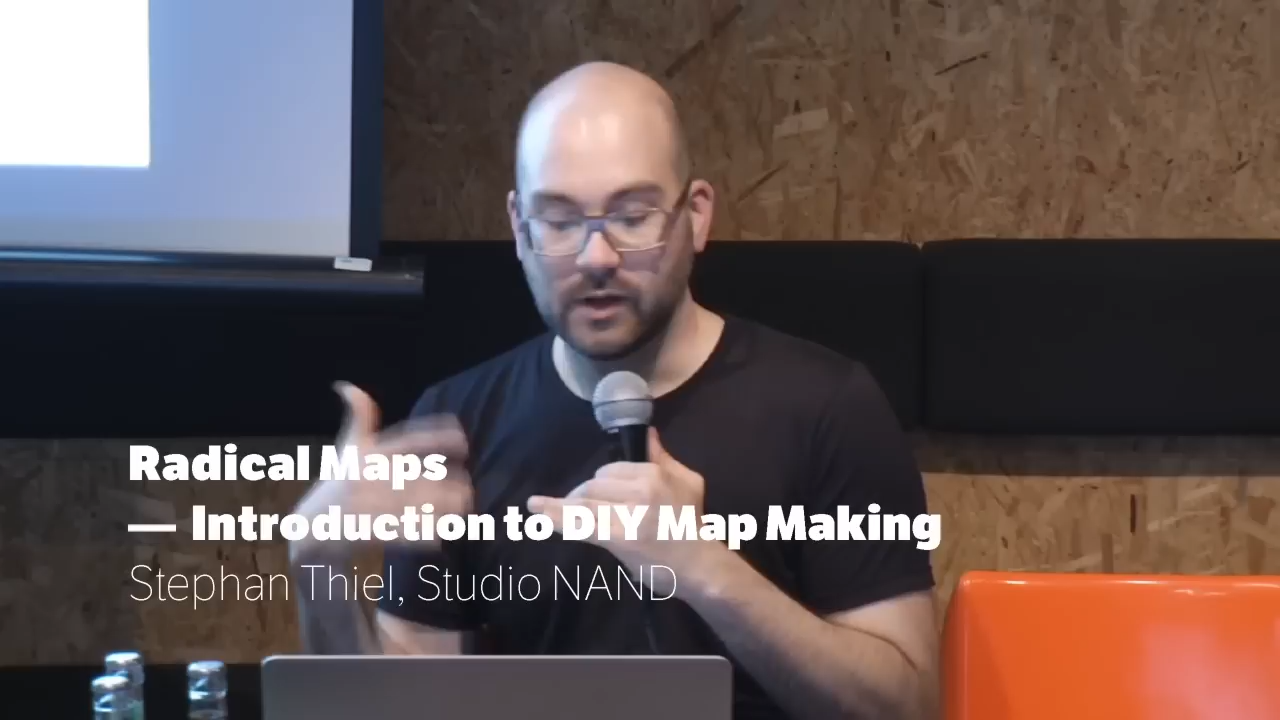 Radical Maps
— Introduction to DIY Map Making
Stephan Thiel, Studio NAND